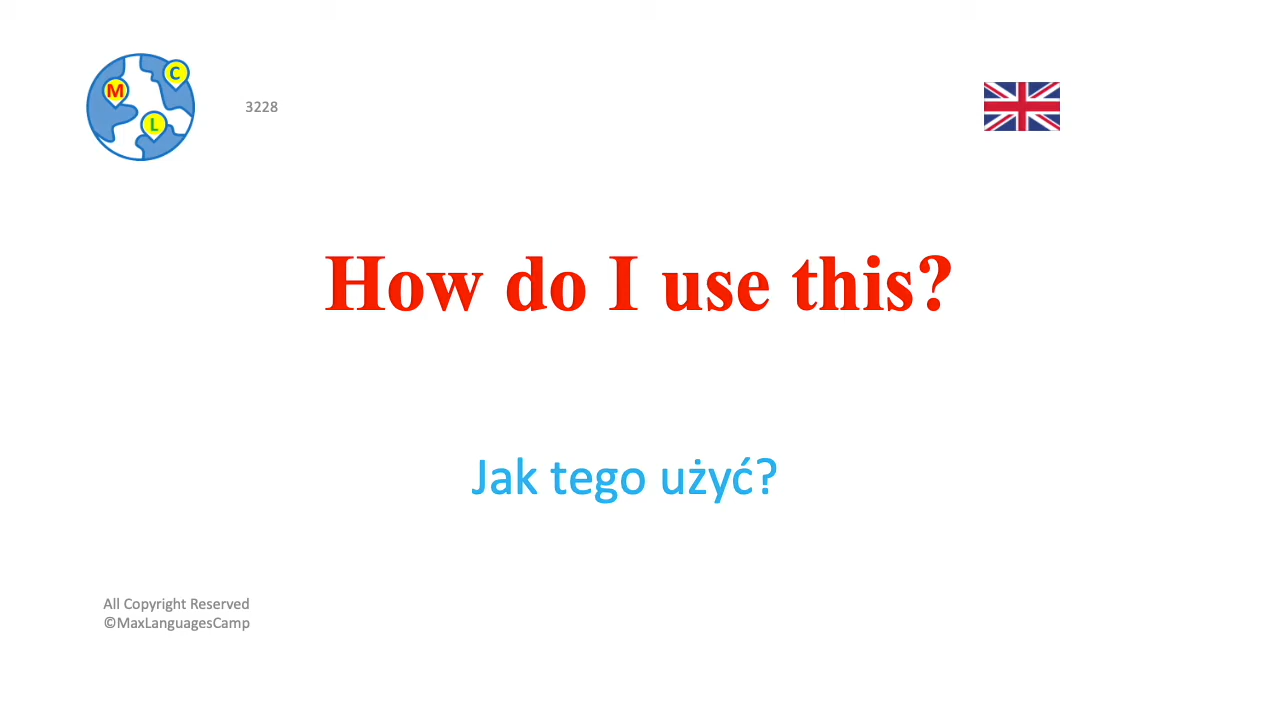 M
C
L
3228
How do I use this?
Jak tego użyć?
All Copyright Reserved
©MaxLanguagesCamp